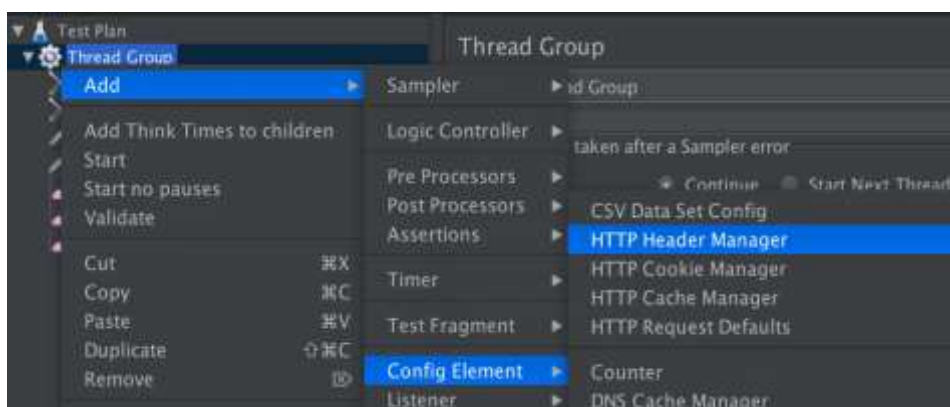 Test Plan
Thread Group
Thread Group
Add
Add Think Times to children
Start
Start no pauses
Validate
Cut ⌘X
Copy ⌘C
Paste ⌘V
Duplicate ⇧⌘C
Remove ⌦
Sampler
Logic Controller
Pre Processors
Post Processors
Assertions
Timer
Test Fragment
Config Element
Listener
ad Group
taken after a Sampler error
Continue Start Next Thread
CSV Data Set Config
HTTP Header Manager
HTTP Cookie Manager
HTTP Cache Manager
HTTP Request Defaults
Counter
DNS Cache Manager